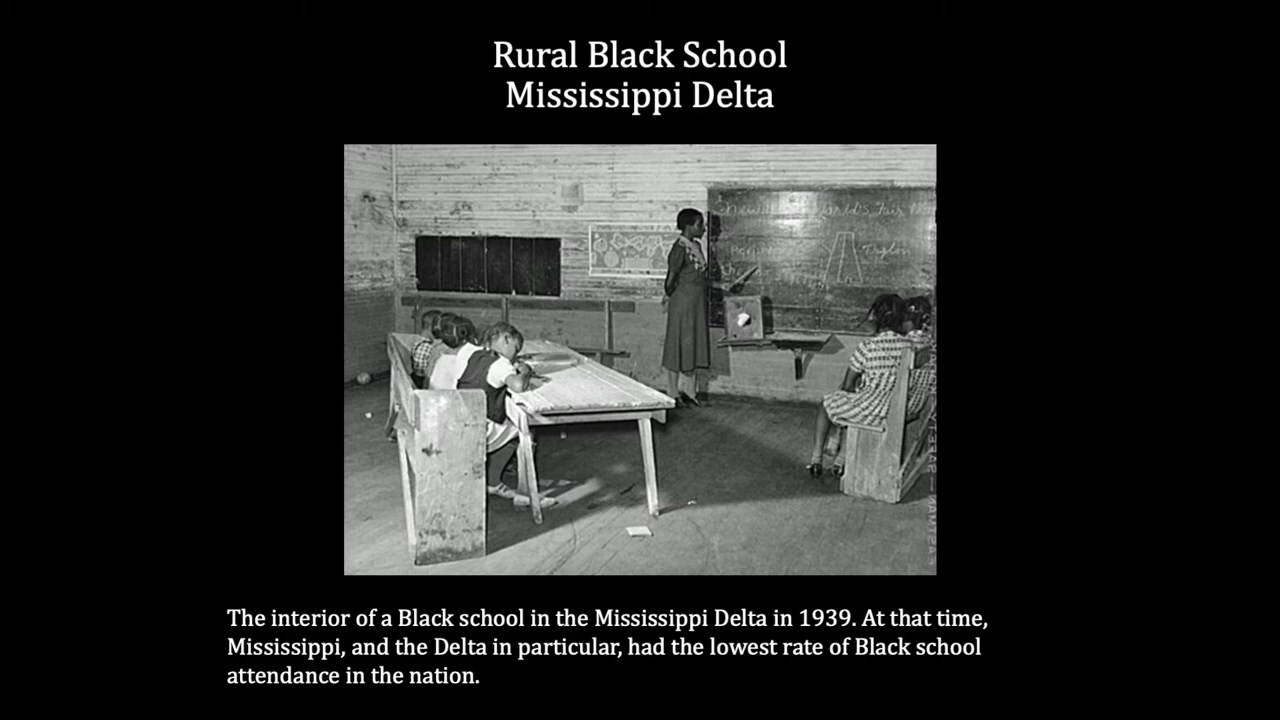 Rural Black School
Mississippi Delta
The interior of a Black school in the Mississippi Delta in 1939. At that time,
Mississippi, and the Delta in particular, had the lowest rate of Black school
attendance in the nation.